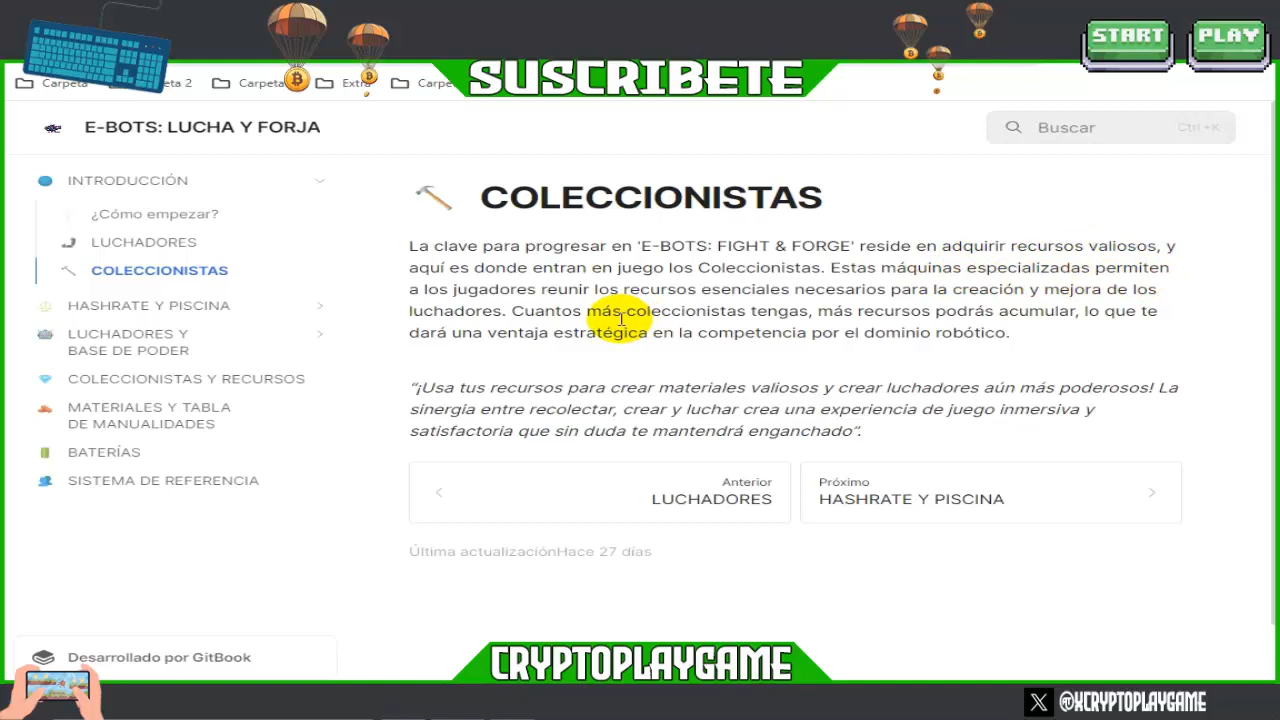 START
PLAY
SUSCRIBETE
Carpeta
ta 2
Carpeta
Extra
Carpe
E-BOTS: LUCHA Y FORJA
Buscar
Ctrl +K
INTRODUCCIÓN
¿Cómo empezar?
LUCHADORES
COLECCIONISTAS
HASHRATE Y PISCINA
LUCHADORES Y
BASE DE PODER
COLECCIONISTAS Y RECURSOS
MATERIALES Y TABLA
DE MANUALIDADES
BATERÍAS
SISTEMA DE REFERENCIA
Desarrollado por GitBook
COLECCIONISTAS
La clave para progresar en 'E-BOTS: FIGHT & FORGE' reside en adquirir recursos valiosos, y
aquí es donde entran en juego los Coleccionistas. Estas máquinas especializadas permiten
a los jugadores reunir los recursos esenciales necesarios para la creación y mejora de los
luchadores. Cuantos más coleccionistas tengas, más recursos podrás acumular, lo que te
dará una ventaja estratégica en la competencia por el dominio robótico.
“¡Usa tus recursos para crear materiales valiosos y crear luchadores aún más poderosos! La
sinergia entre recolectar, crear y luchar crea una experiencia de juego inmersiva y
satisfactoria que sin duda te mantendrá enganchado”.
Anterior
LUCHADORES
Próximo
HASHRATE Y PISCINA
Última actualizaciónHace 27 días
CRYPTOPLAYGAME
X @XCRYPTOPLAYGAME